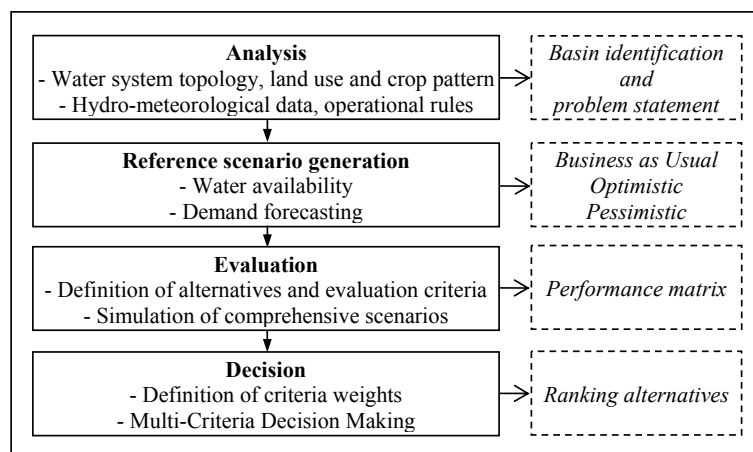 Analysis
- Water system topology, land use and crop pattern
- Hydro-meteorological data, operational rules
Basin identification
and
problem statement
Reference scenario generation
- Water availability
- Demand forecasting
Business as Usual
Optimistic
Pessimistic
Evaluation
- Definition of alternatives and evaluation criteria
- Simulation of comprehensive scenarios
Performance matrix
Decision
- Definition of criteria weights
- Multi-Criteria Decision Making
Ranking alternatives